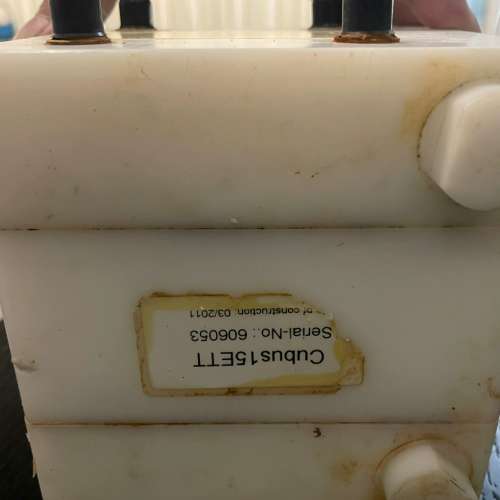 Cubus15ETT
Serial-No.: 606053
of construction: 03/2011